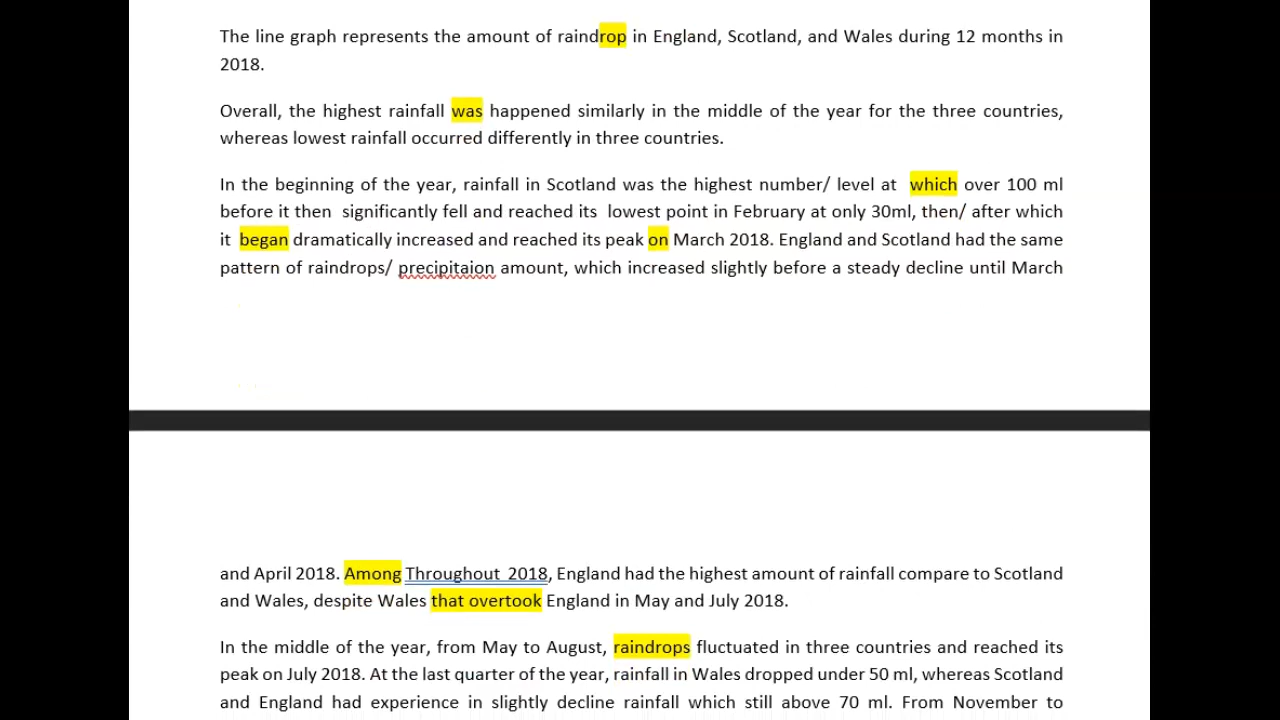 The line graph represents the amount of raindrop in England, Scotland, and Wales during 12 months in
2018.
Overall, the highest rainfall was happened similarly in the middle of the year for the three countries,
whereas lowest rainfall occurred differently in three countries.
In the beginning of the year, rainfall in Scotland was the highest number/ level at which over 100 ml
before it then significantly fell and reached its lowest point in February at only 30ml, then/ after which
it began dramatically increased and reached its peak on March 2018. England and Scotland had the same
pattern of raindrops/ precipitaion amount, which increased slightly before a steady decline until March
and April 2018. Among Throughout 2018, England had the highest amount of rainfall compare to Scotland
and Wales, despite Wales that overtook England in May and July 2018.
In the middle of the year, from May to August, raindrops fluctuated in three countries and reached its
peak on July 2018. At the last quarter of the year, rainfall in Wales dropped under 50 ml, whereas Scotland
and England had experience in slightly decline rainfall which still above 70 ml. From November to